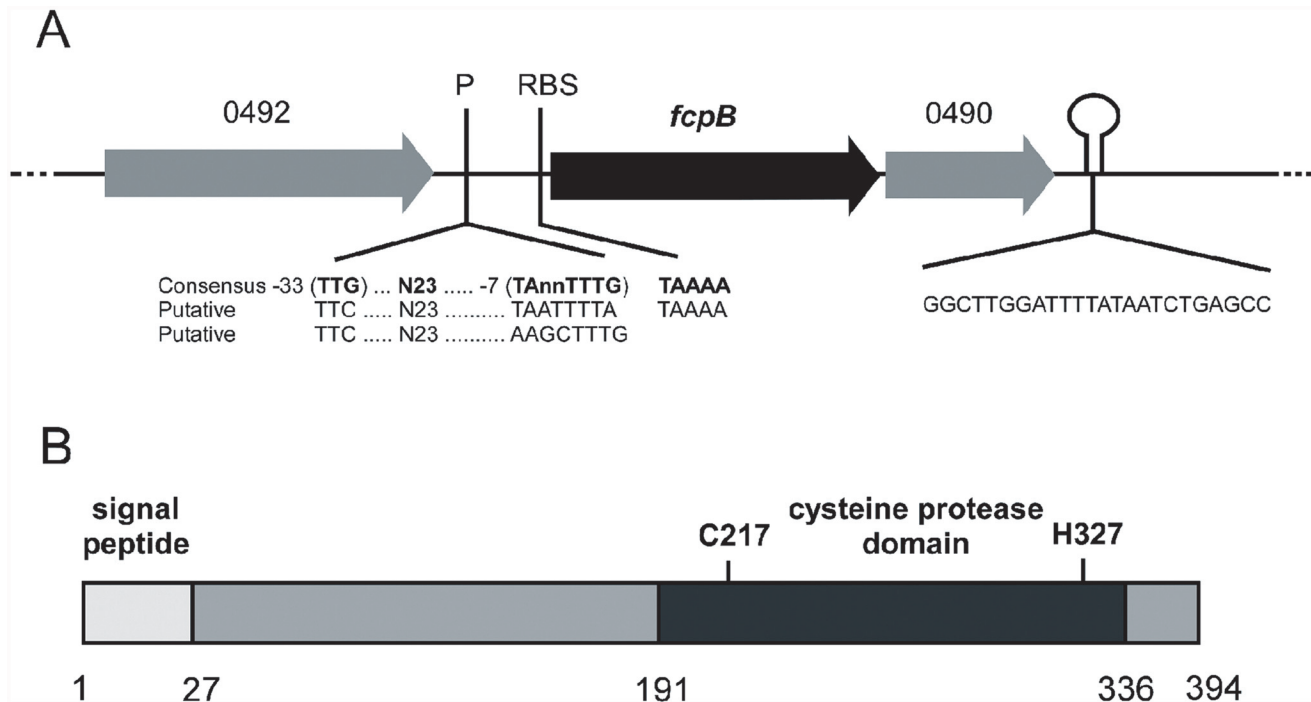 A
P RBS
0492 fcpB 0490
Consensus -33 (TTG) ... N23 ..... -7 (TAnnTTTG) TAAAA
Putative TTC ..... N23 .......... TAATTTTA TAAAA
Putative TTC ..... N23 .......... AAGCTTTG
GGCTTGGATTTTATAATCTGAGCC
B
signal
peptide
cysteine protease
domain
C217 H327
1 27 191 336 394